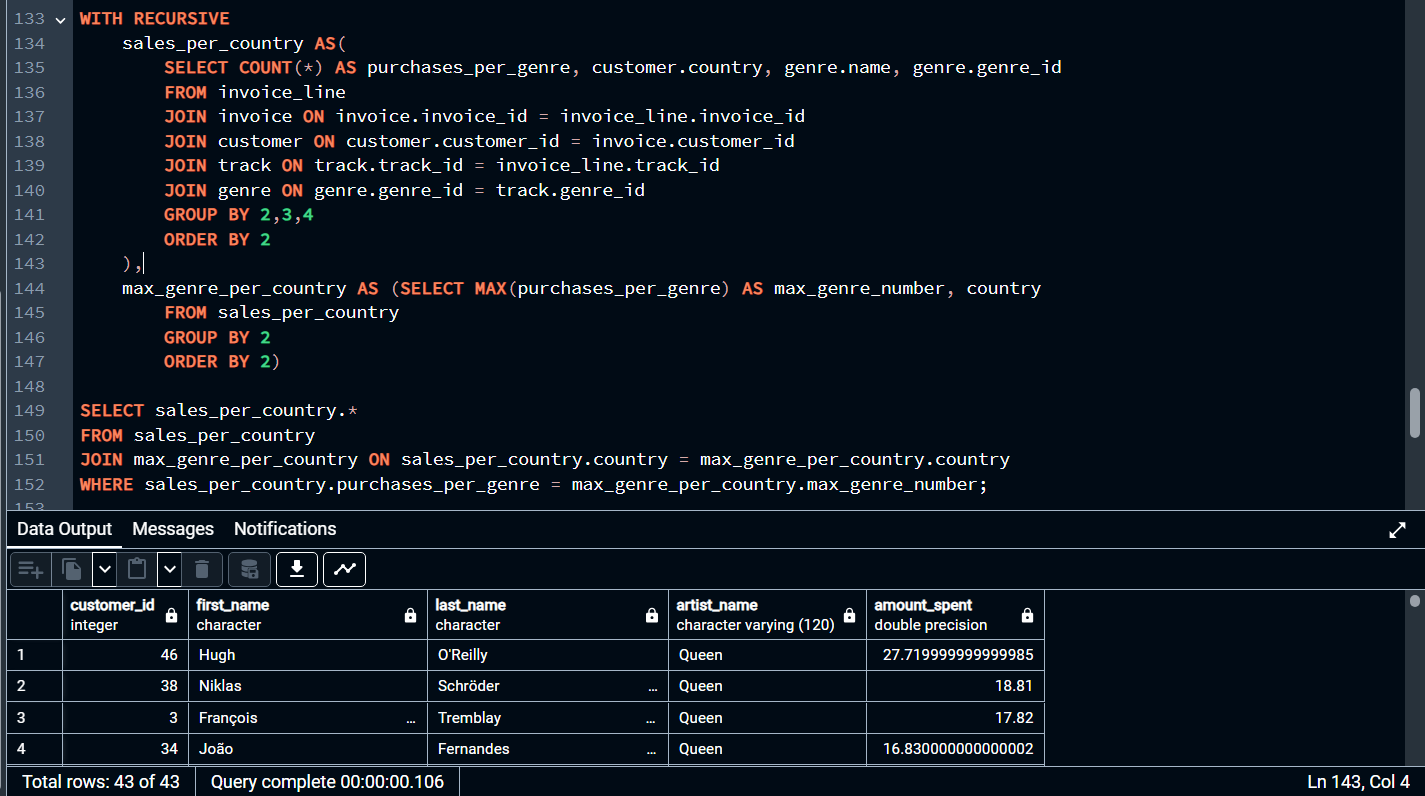 133 WITH RECURSIVE
134 sales_per_country AS(
135 SELECT COUNT(*) AS purchases_per_genre, customer.country, genre.name, genre.genre_id
136 FROM invoice_line
137 JOIN invoice ON invoice.invoice_id = invoice_line.invoice_id
138 JOIN customer ON customer.customer_id = invoice.customer_id
139 JOIN track ON track.track_id = invoice_line.track_id
140 JOIN genre ON genre.genre_id = track.genre_id
141 GROUP BY 2,3,4
142 ORDER BY 2
143 ),
144 max_genre_per_country AS (SELECT MAX(purchases_per_genre) AS max_genre_number, country
145 FROM sales_per_country
146 GROUP BY 2
147 ORDER BY 2)
148
149 SELECT sales_per_country.*
150 FROM sales_per_country
151 JOIN max_genre_per_country ON sales_per_country.country = max_genre_per_country.country
152 WHERE sales_per_country.purchases_per_genre = max_genre_per_country.max_genre_number;
153
Data Output Messages Notifications
customer_id first_name last_name artist_name amount_spent
integer character character character varying (120) double precision
1 46 Hugh O'Reilly Queen 27.719999999999985
2 38 Niklas Schröder ... Queen 18.81
3 3 François ... Tremblay ... Queen 17.82
4 34 João Fernandes ... Queen 16.830000000000002
Total rows: 43 of 43 Query complete 00:00:00.106 Ln 143, Col 4